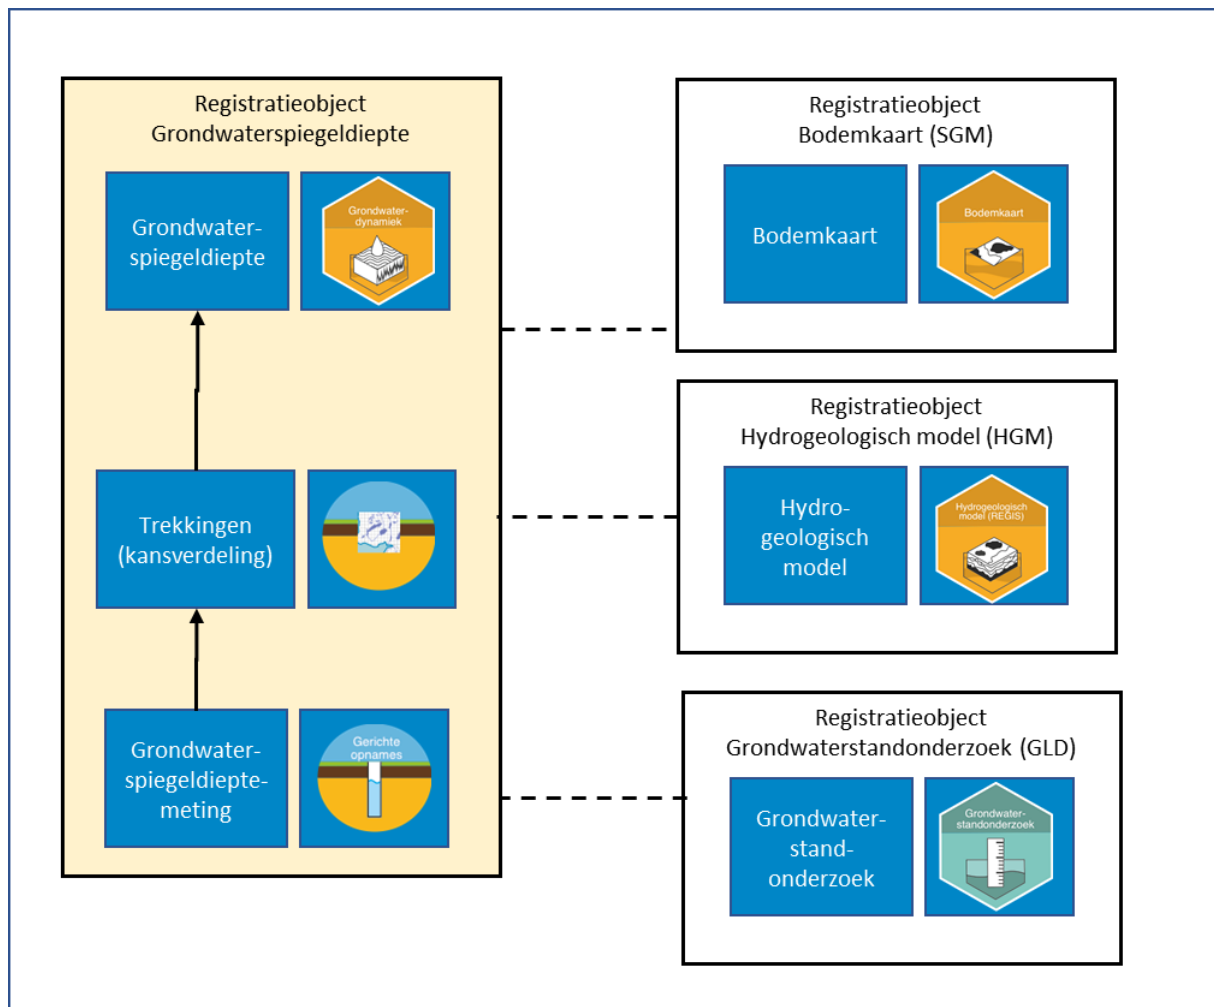 Registratieobject
Grondwaterspiegeldiepte
Grondwater-
spiegeldiepte
Grondwater-
dynamiek
Trekkingen
(kansverdeling)
Grondwater-
spiegeldiepte-
meting
Gerichte
opnames
Registratieobject
Bodemkaart (SGM)
Bodemkaart
Bodemkaart
Registratieobject
Hydrogeologisch model (HGM)
Hydro-
geologisch
model
Hydrogeologisch
model (REGIS)
Registratieobject
Grondwaterstandonderzoek (GLD)
Grondwater-
stand-
onderzoek
Grondwater-
standonderzoek